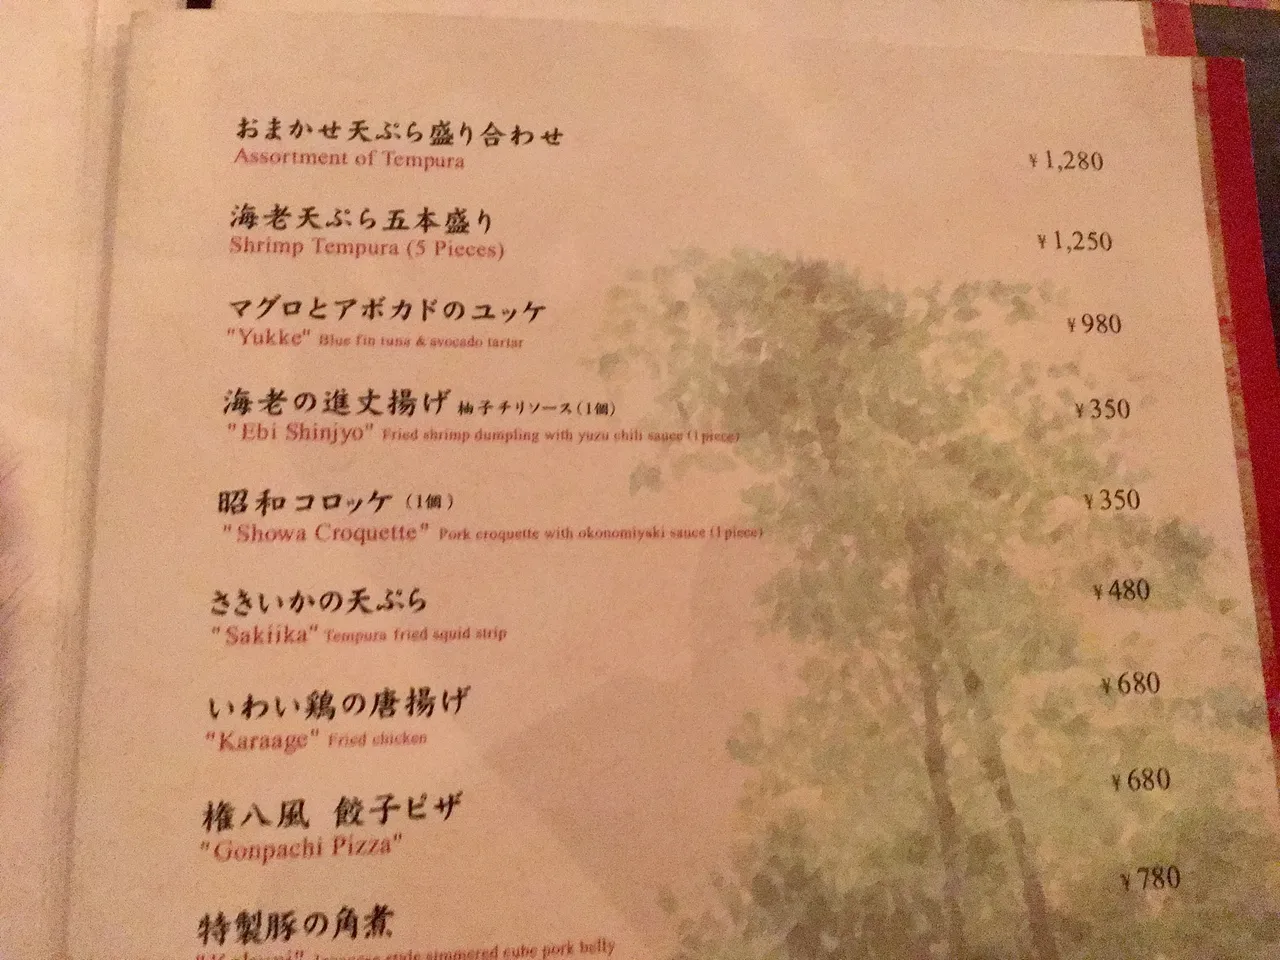 おまかせ天ぷら盛り合わせ
Assortment of Tempura
¥1,280
海老天ぷら五本盛り
Shrimp Tempura (5 Pieces)
¥1,250
マグロとアボカドのユッケ
"Yukke" Blue fin tuna & avocado tartar
¥980
海老の進丈揚げ 柚子チリソース(1個)
"Ebi Shinjyo" Fried shrimp dumpling with yuzu chili sauce (1piece)
¥350
昭和コロッケ (1個)
"Showa Croquette" Pork croquette with okonomiyaki sauce (1piece)
¥350
さきいかの天ぷら
"Sakiika" Tempura fried squid strip
¥480
いわい鶏の唐揚げ
"Karaage" Fried chicken
¥680
権八風 餃子ピザ
"Gonpachi Pizza"
¥680
特製豚の角煮
style simmered cube pork belly
¥780